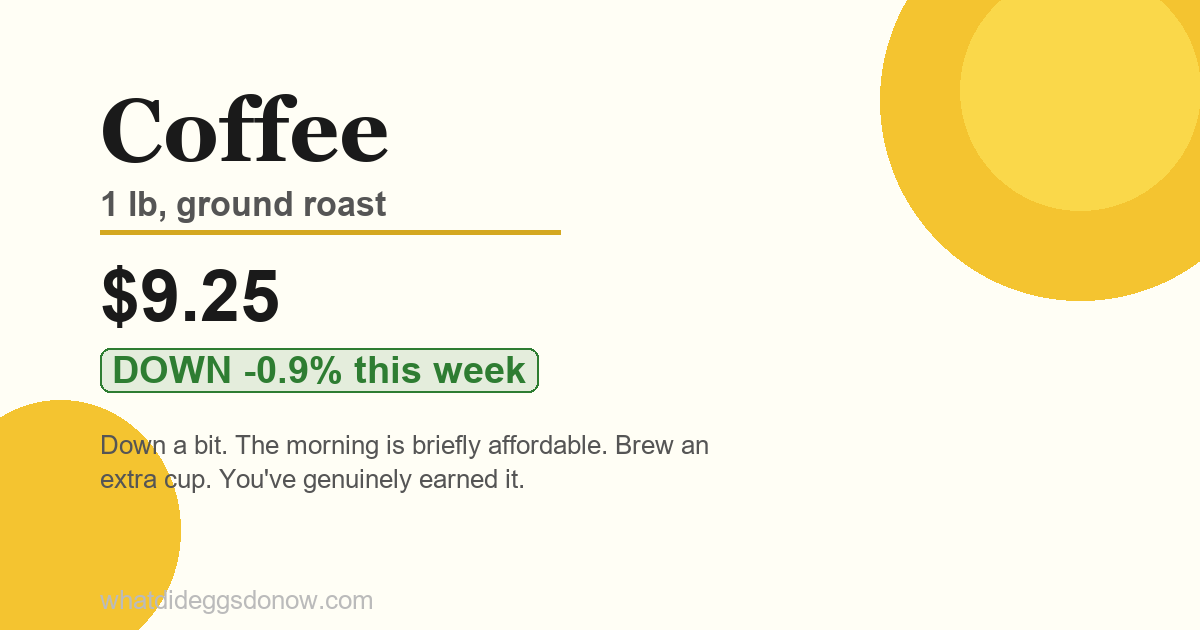 Coffee
1 lb, ground roast
$9.25
DOWN -0.9% this week
Down a bit. The morning is briefly affordable. Brew an
extra cup. You've genuinely earned it.
whatdideggsdonow.com